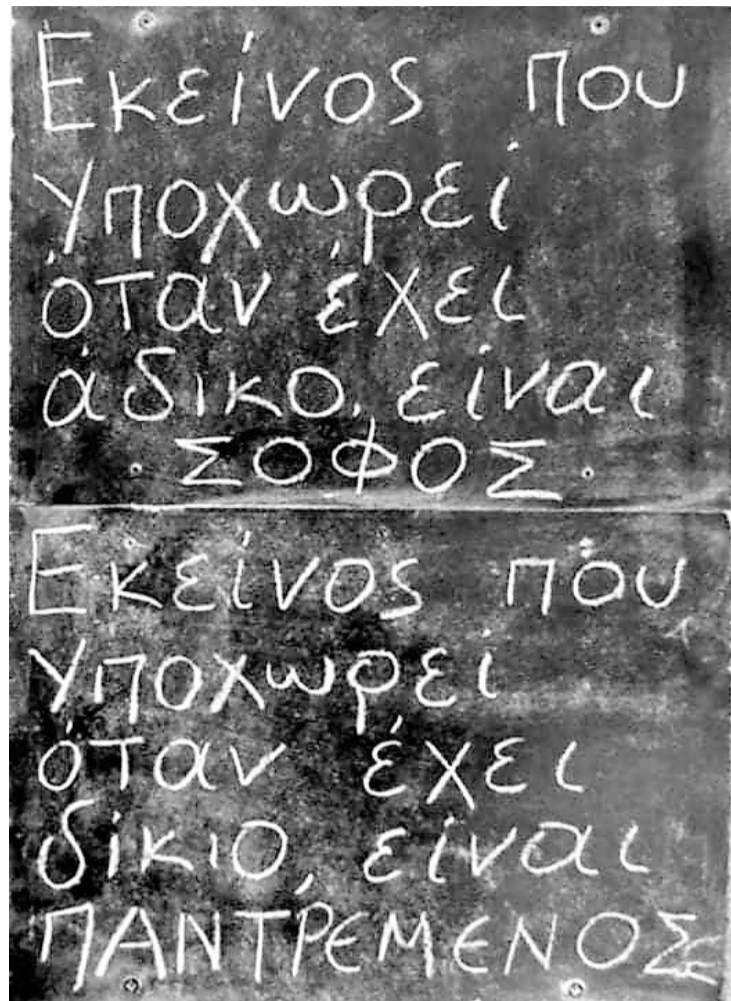 Εκείνος που
υποχωρεί
όταν έχει
άδικο, είναι
ΣΟΦΟΣ
Εκείνος που
υποχωρεί
όταν έχει
δίκιο, είναι
ΠΑΝΤΡΕΜΕΝΟΣ